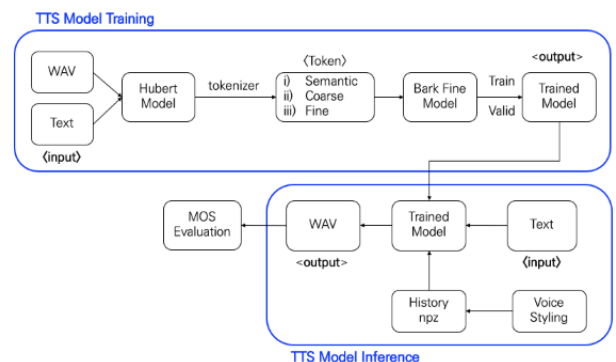 TTS Model Training
WAV
Text
<input>
Hubert
Model
tokenizer
<Token>
i) Semantic
ii) Coarse
iii) Fine
Bark Fine
Model
Train
Valid
<output>
Trained
Model
MOS
Evaluation
WAV
<output>
Trained
Model
Text
<input>
History
npz
Voice
Styling
TTS Model Inference